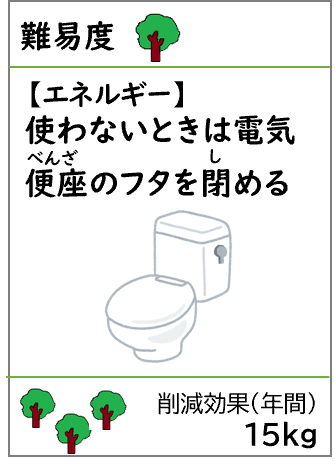 難易度
【エネルギー】
使わないときは電気
べんざ し
便座のフタを閉める
削減効果(年間)
15kg